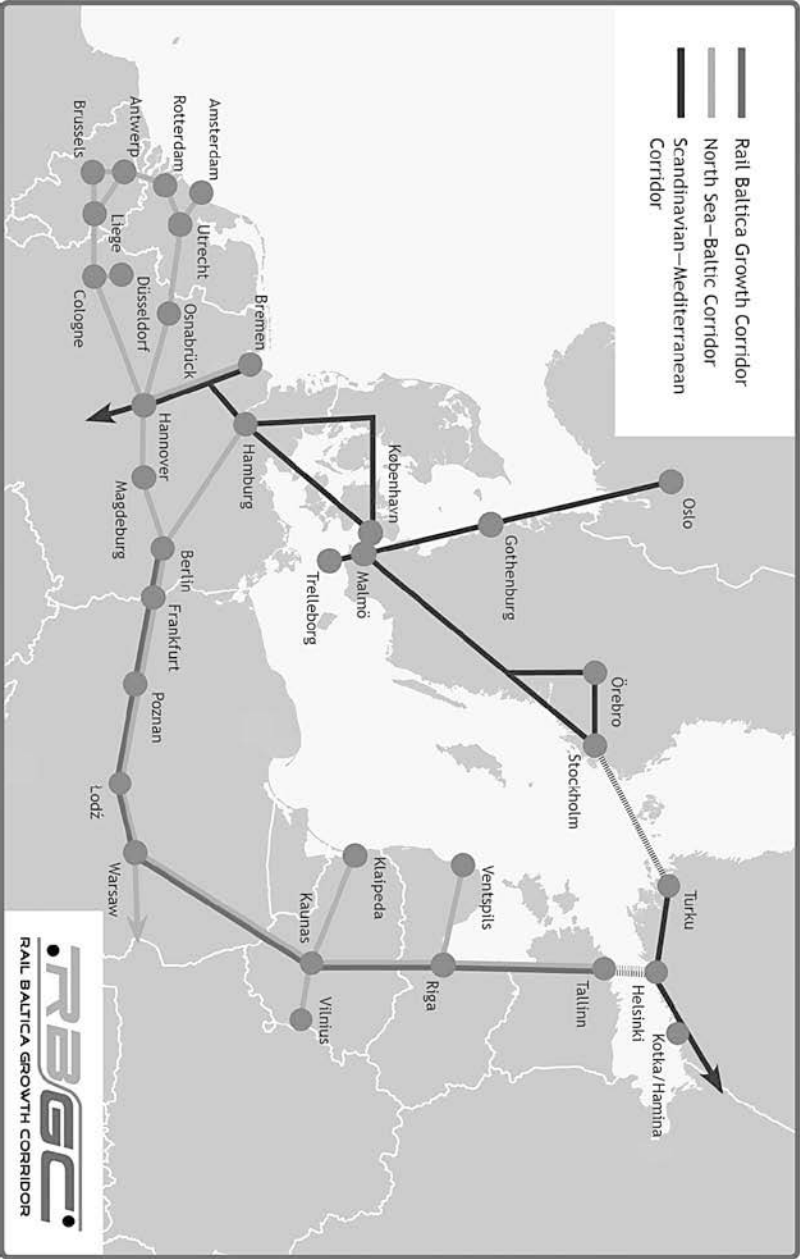 Rail Baltica Growth Corridor
North Sea–Baltic Corridor
Scandinavian–Mediterranean
Corridor
Oslo
Gothenburg
Örebro
Stockholm
Turku
Helsinki
Kotka/Hamina
Tallinn
København
Malmö
Trelleborg
Ventspils
Riga
Klaipeda
Kaunas
Vilnius
Amsterdam
Rotterdam
Antwerp
Brussels
Utrecht
Liege
Düsseldorf
Cologne
Bremen
Osnabrück
Hamburg
Hannover
Magdeburg
Berlin
Frankfurt
Poznan
Łodź
Warsaw
RBGC
RAIL BALTICA GROWTH CORRIDOR